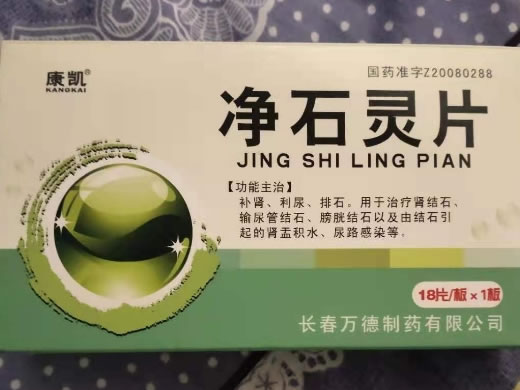 康凯®
KANGKAI
国药准字Z20080288
净石灵片
JING SHI LING PIAN
【功能主治】
补肾、利尿、排石。用于治疗肾结石、
输尿管结石、膀胱结石以及由结石引
起的肾盂积水、尿路感染等。
18片/板×1板
长春万德制药有限公司